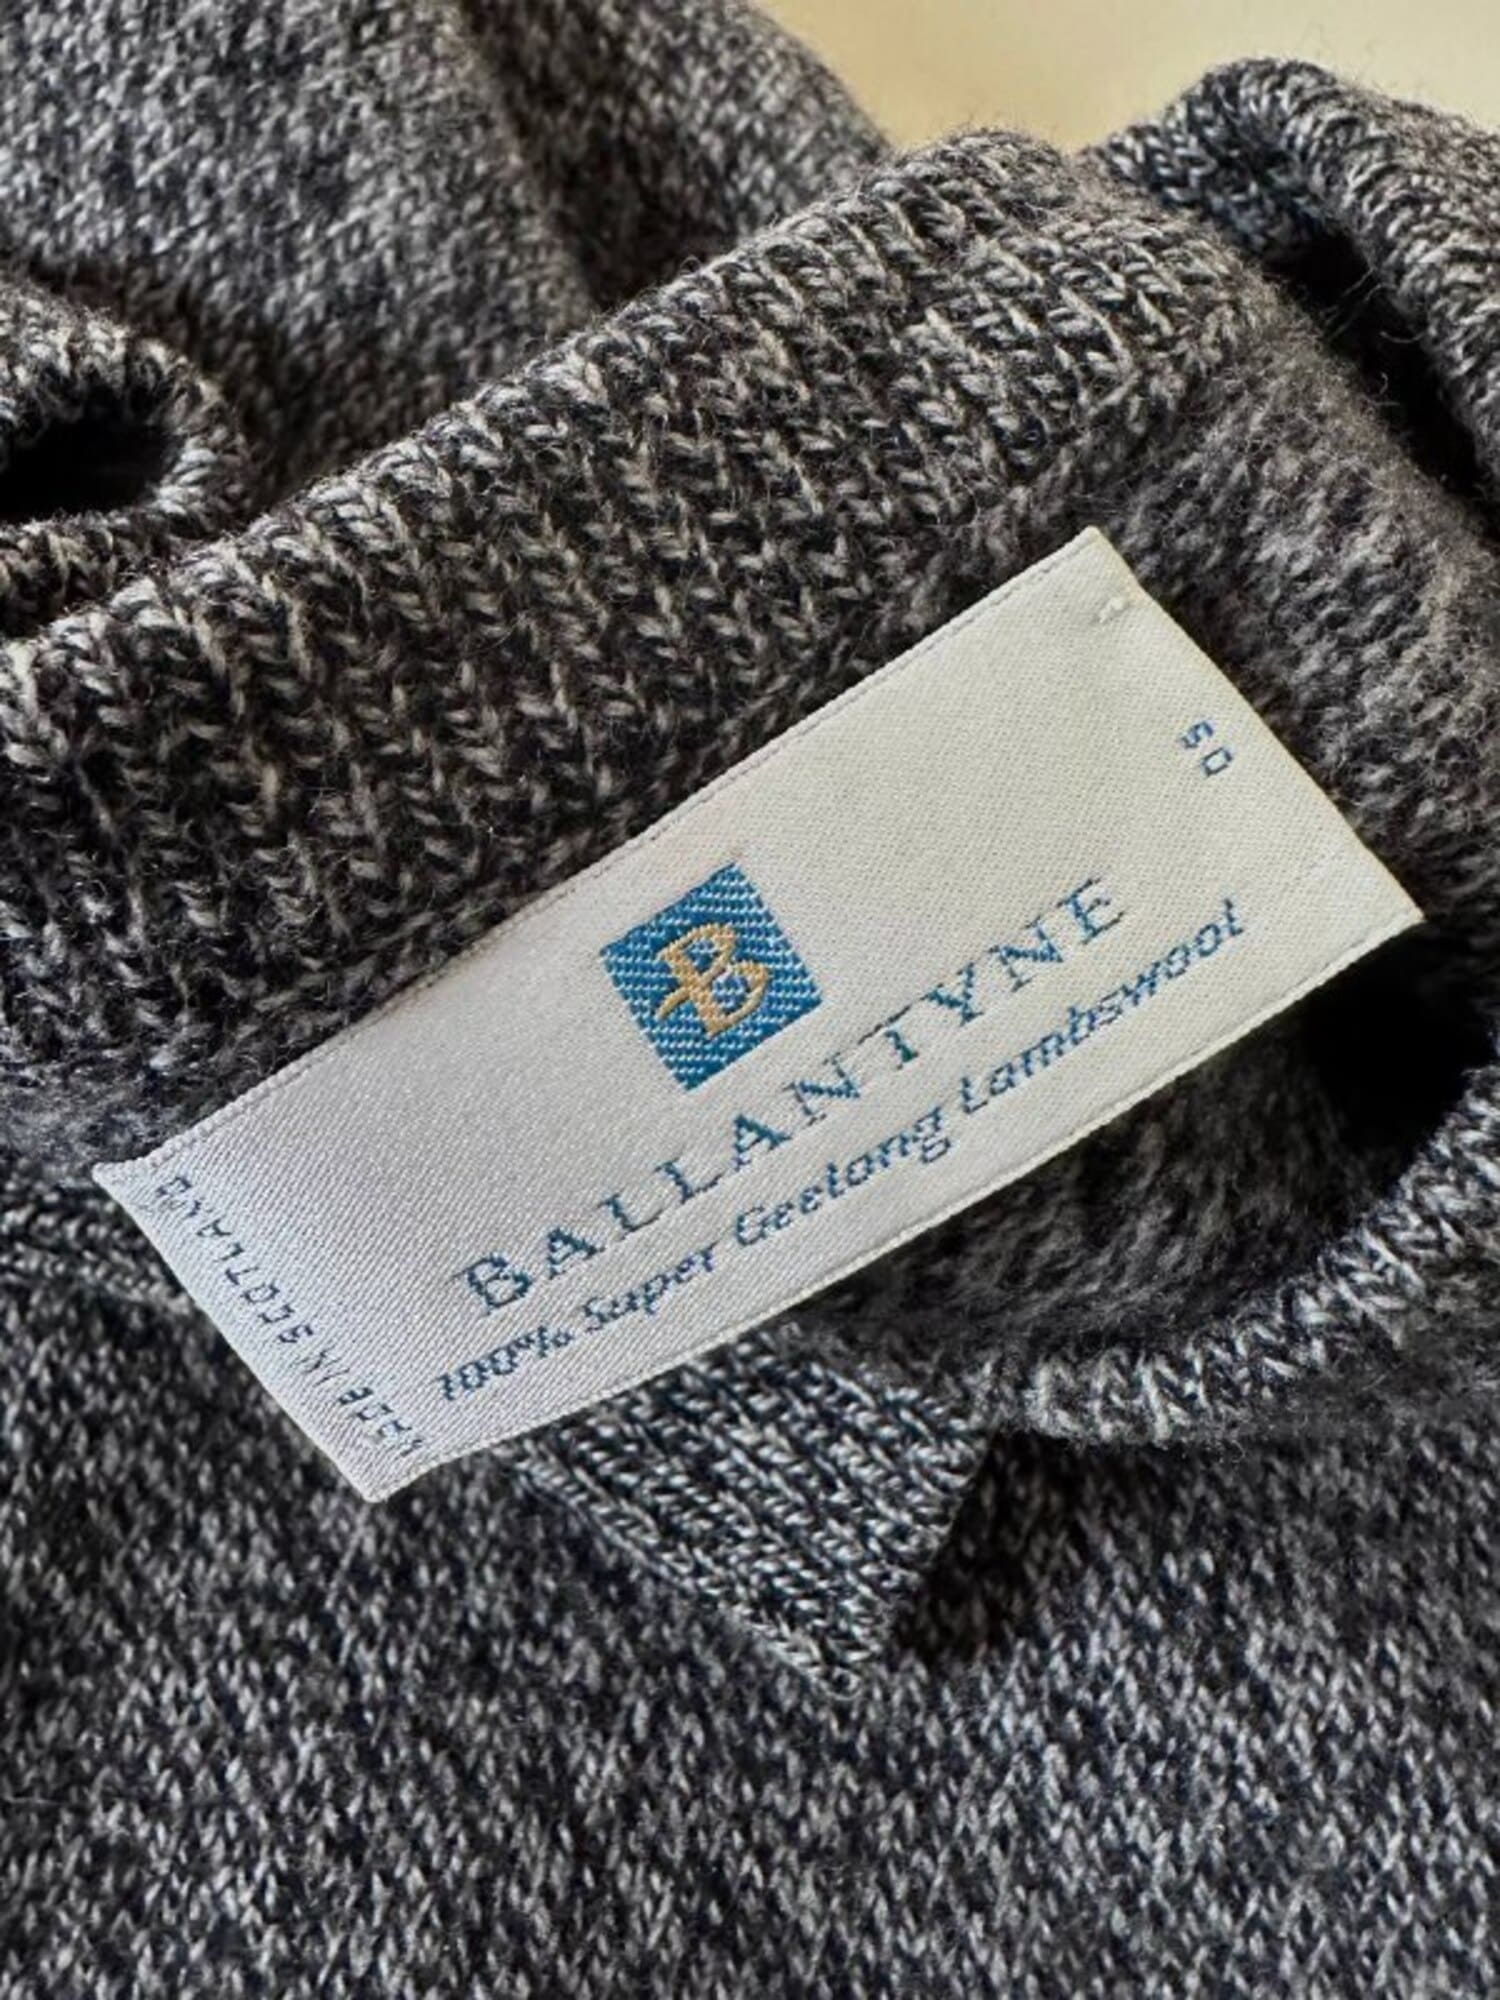 50
B
BALLANTYNE
100% Super Geelong Lambswool
MADE IN SCOTLAND